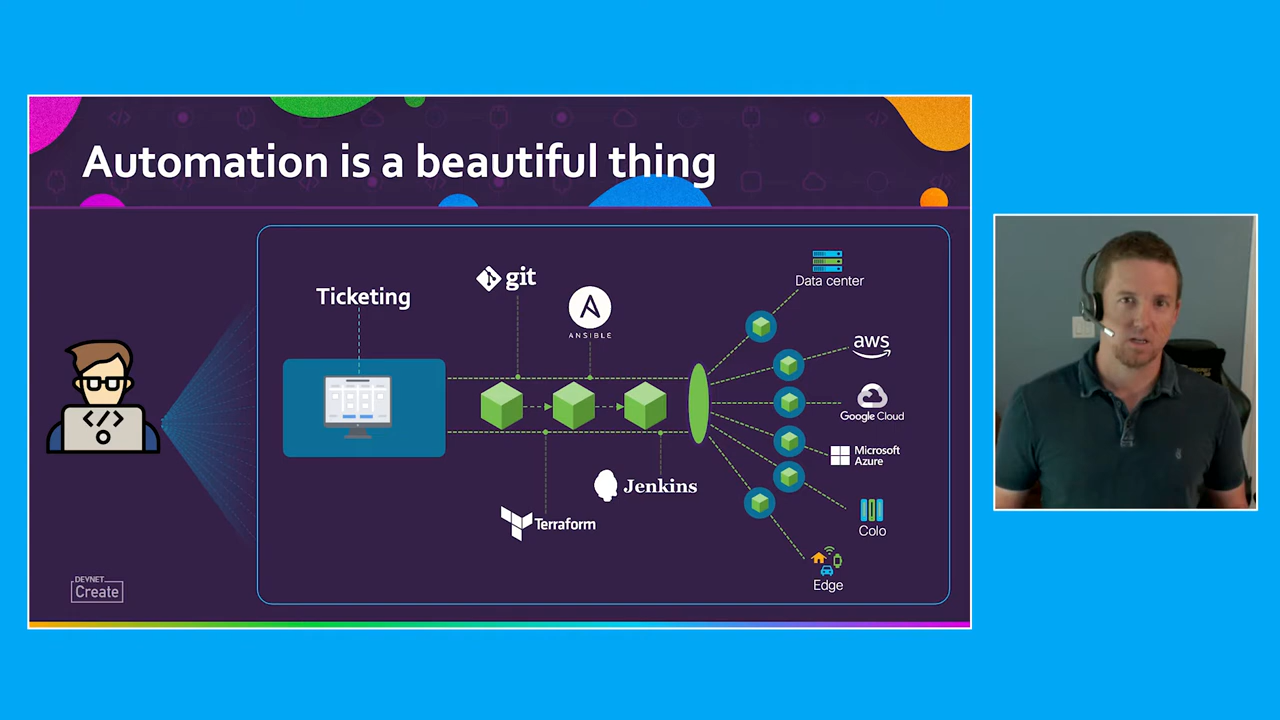 Automation is a beautiful thing
Ticketing
git
ANSIBLE
Terraform
Jenkins
Data center
aws
Google Cloud
Microsoft
Azure
Colo
Edge
DEVNET
Create